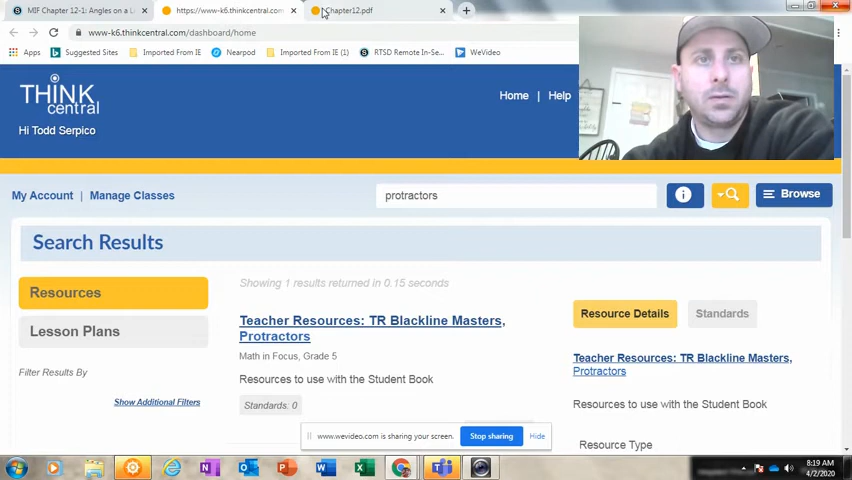 MIF Chapter 12-1: Angles on a L
https://www-k6.thinkcentral.com
Chapter12.pdf
https://www-k6.thinkcentral.com/dashboard/home
Apps Suggested Sites Imported From IE Nearpod Imported From IE (1) RTSD Remote In-Se... WeVideo
THINK
central
Home | Help
Hi Todd Serpico
My Account | Manage Classes
protractors
Browse
Search Results
Showing 1 results returned in 0.15 seconds
Resources
Lesson Plans
Filter Results By
Show Additional Filters
Teacher Resources: TR Blackline Masters,
Protractors
Math in Focus, Grade 5
Resources to use with the Student Book
Standards: 0
Resource Details
Standards
Teacher Resources: TR Blackline Masters,
Protractors
Resources to use with the Student Book
Resource Type
www.wevideo.com is sharing your screen.
Stop sharing
Hide
8:19 AM
4/2/2020